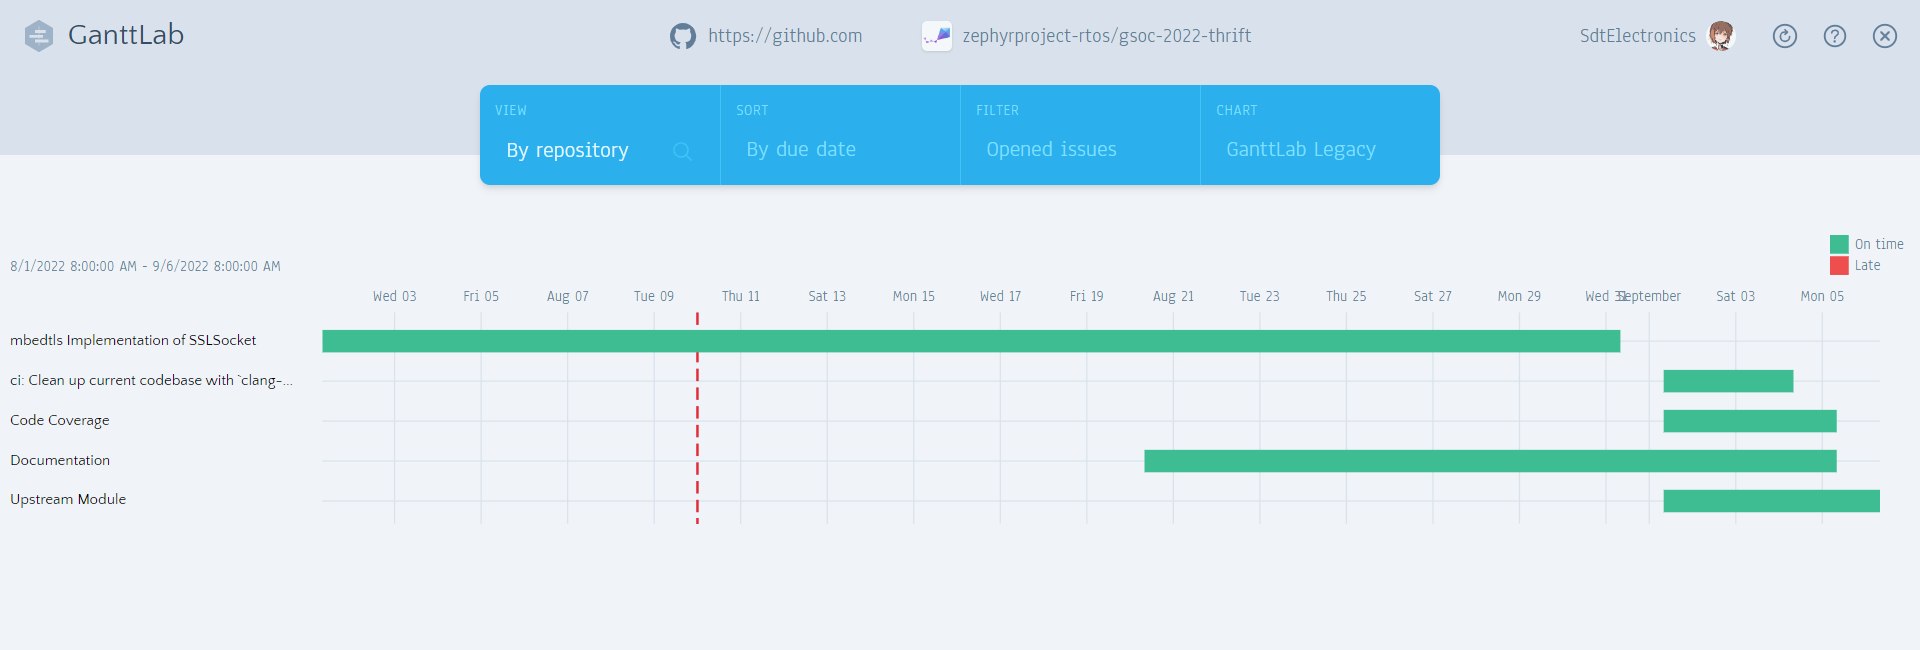 GanttLab
https://github.com
zephyrproject-rtos/gsoc-2022-thrift
SdtElectronics
VIEW
By repository
SORT
By due date
FILTER
Opened issues
CHART
GanttLab Legacy
On time
Late
8/1/2022 8:00:00 AM - 9/6/2022 8:00:00 AM
Wed 03 Fri 05 Aug 07 Tue 09 Thu 11 Sat 13 Mon 15 Wed 17 Fri 19 Aug 21 Tue 23 Thu 25 Sat 27 Mon 29 Wed 31 September Sat 03 Mon 05
mbedtls Implementation of SSLSocket
ci: Clean up current codebase with `clang-...
Code Coverage
Documentation
Upstream Module